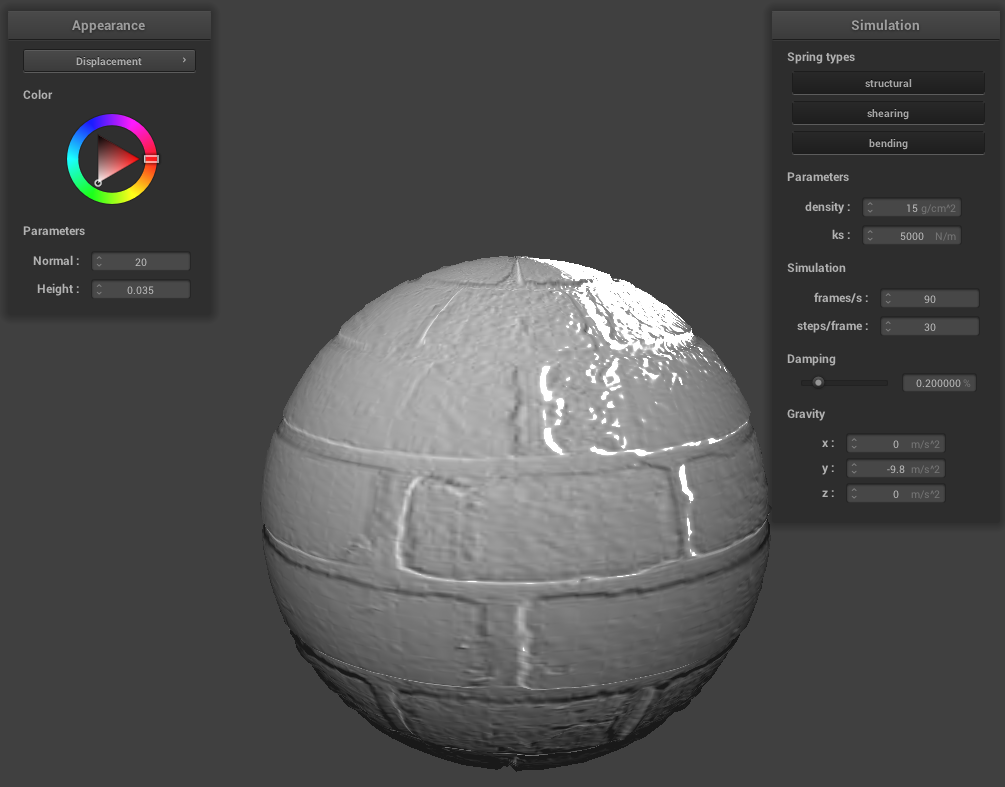 Appearance
Displacement
Color
Parameters
Normal : 20
Height : 0.035
Simulation
Spring types
structural
shearing
bending
Parameters
density : 15 g/cm^2
ks : 5000 N/m
Simulation
frames/s : 90
steps/frame : 30
Damping
0.200000 %
Gravity
x : 0 m/s^2
y : -9.8 m/s^2
z : 0 m/s^2